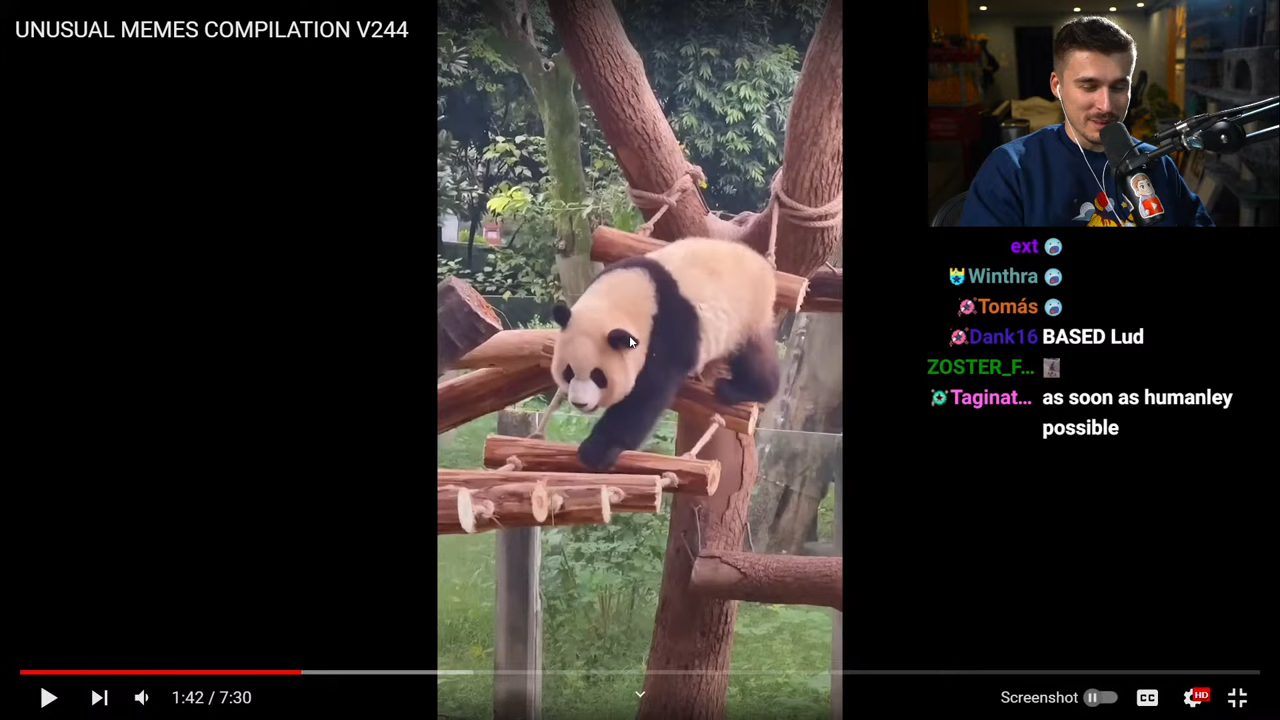 UNUSUAL MEMES COMPILATION V244
ext
Winthra
Tomás
Dank16 BASED Lud
ZOSTER_F...
Taginat... as soon as humanley
possible
1:42 / 7:30
Screenshot
CC
HD